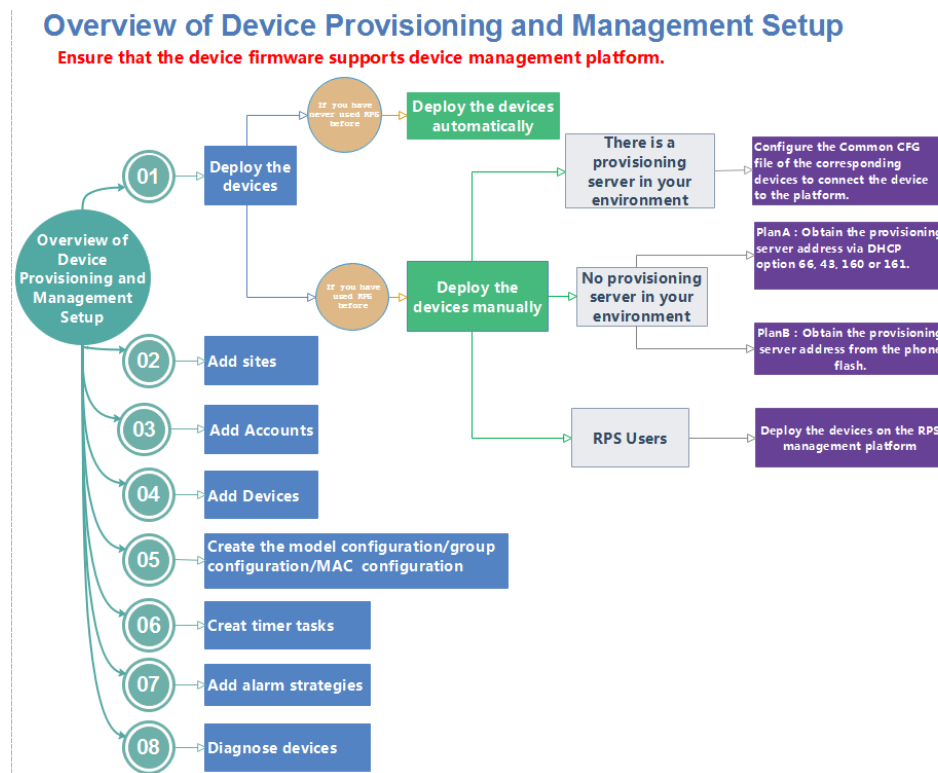 Overview of Device Provisioning and Management Setup
Ensure that the device firmware supports device management platform.
Overview of
Device
Provisioning and
Management
Setup
01
Deploy the
devices
If you have
never used RPS
before
Deploy the devices
automatically
If you have
used RPS
before
Deploy the
devices manually
There is a
provisioning
server in your
environment
Configure the Common CFG
file of the corresponding
devices to connect the device
to the platform.
No provisioning
server in your
environment
PlanA : Obtain the provisioning
server address via DHCP
option 66, 43, 160 or 161.
PlanB : Obtain the provisioning
server address from the phone
flash.
RPS Users
Deploy the devices on the RPS
management platform
02
Add sites
03
Add Accounts
04
Add Devices
05
Create the model configuration/group
configuration/MAC configuration
06
Creat timer tasks
07
Add alarm strategies
08
Diagnose devices